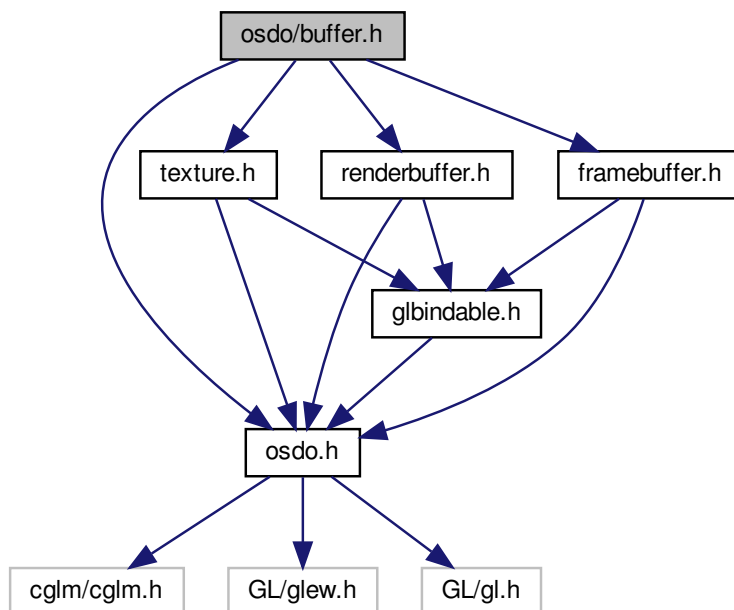 osdo/buffer.h
texture.h
renderbuffer.h
framebuffer.h
glbindable.h
osdo.h
cglm/cglm.h
GL/glew.h
GL/gl.h